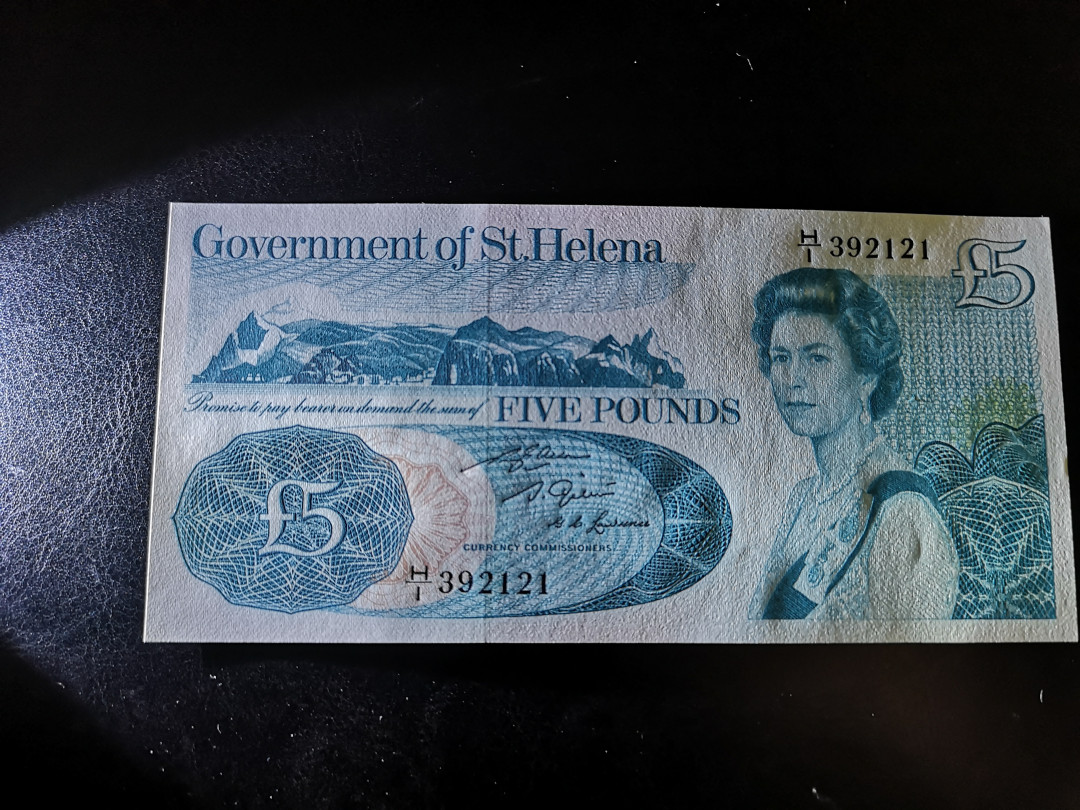 Government of St.Helena
H/1 392121
£5
Promise to pay bearer on demand the sum of FIVE POUNDS
£5
CURRENCY COMMISSIONERS
H/1 392121